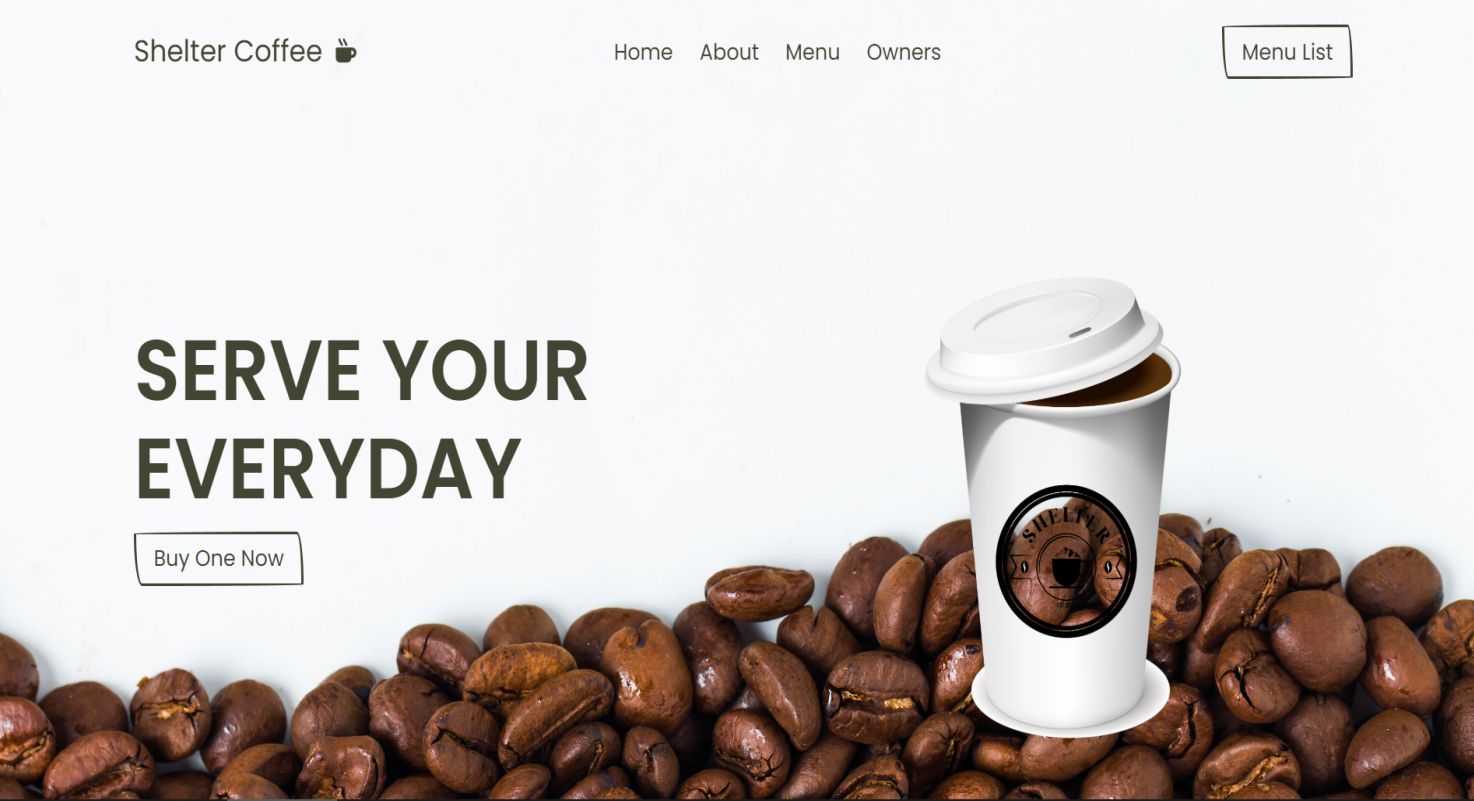 Shelter Coffee
Home About Menu Owners
Menu List
SERVE YOUR
EVERYDAY
Buy One Now
SHELTER